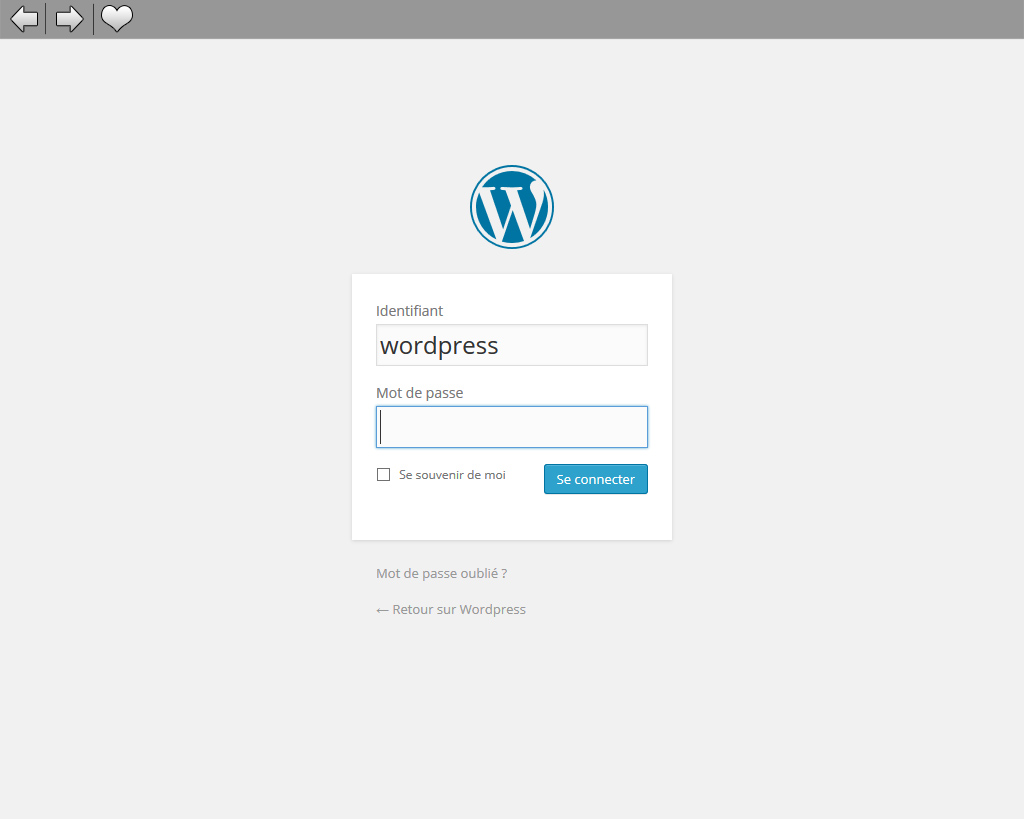 Identifiant
wordpress
Mot de passe
Se souvenir de moi
Se connecter
Mot de passe oublié ?
← Retour sur Wordpress